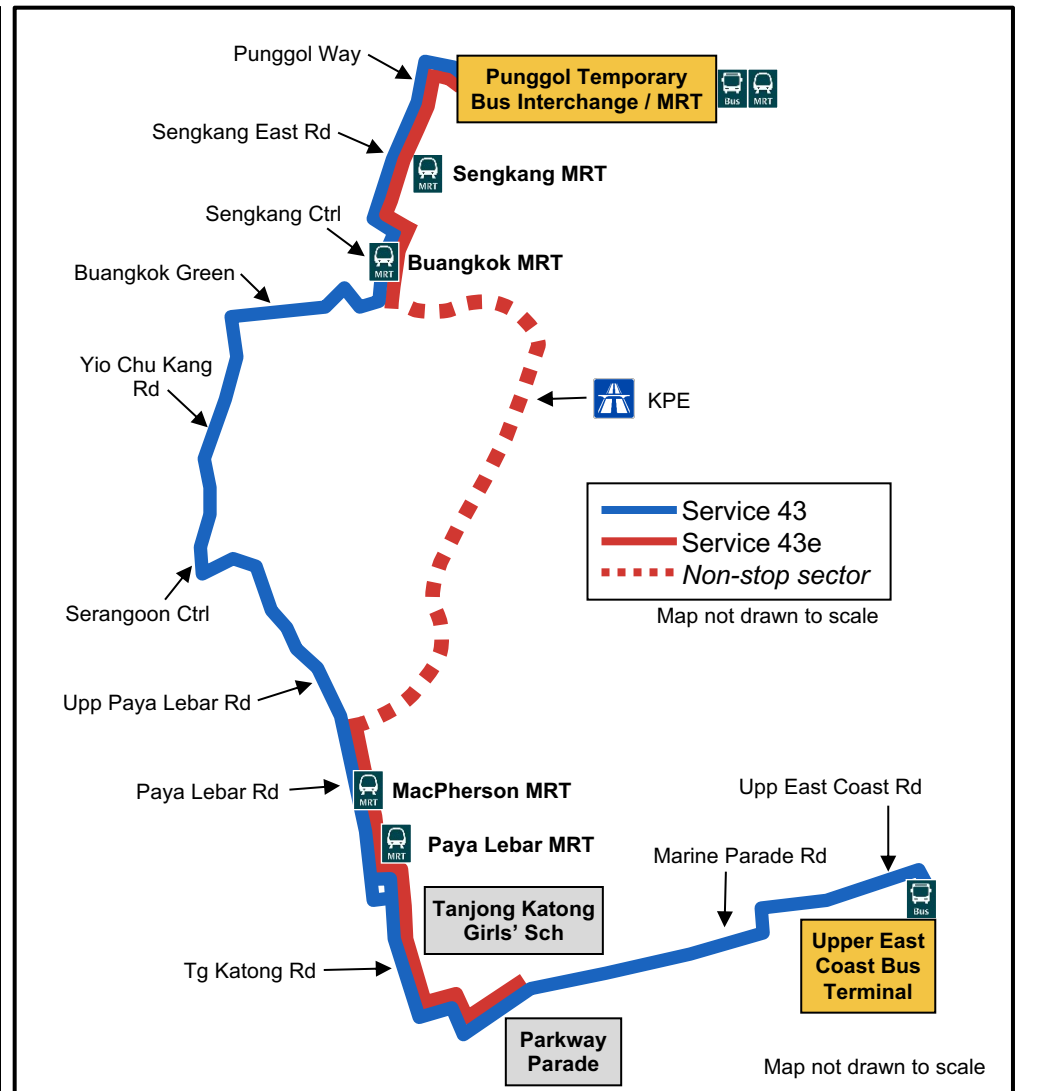 Punggol Way
Punggol Temporary
Bus Interchange / MRT
Bus
MRT
Sengkang East Rd
MRT
Sengkang MRT
Sengkang Ctrl
MRT
Buangkok MRT
Buangkok Green
Yio Chu Kang
Rd
KPE
Service 43
Service 43e
Non-stop sector
Map not drawn to scale
Serangoon Ctrl
Upp Paya Lebar Rd
Paya Lebar Rd
MRT
MacPherson MRT
Upp East Coast Rd
MRT
Paya Lebar MRT
Marine Parade Rd
Tanjong Katong
Girls’ Sch
Bus
Upper East
Coast Bus
Terminal
Tg Katong Rd
Parkway
Parade
Map not drawn to scale